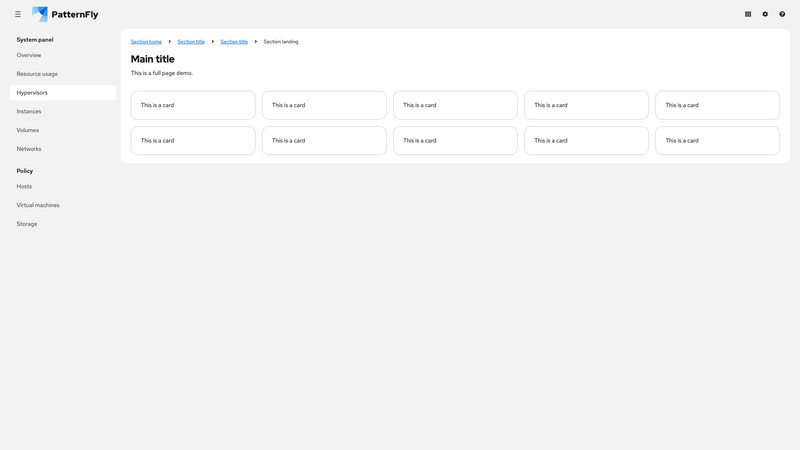 PatternFly
System panel
Overview
Resource usage
Hypervisors
Instances
Volumes
Networks
Policy
Hosts
Virtual machines
Storage
Section home > Section title > Section title > Section landing
Main title
This is a full page demo.
This is a card This is a card This is a card This is a card This is a card
This is a card This is a card This is a card This is a card This is a card